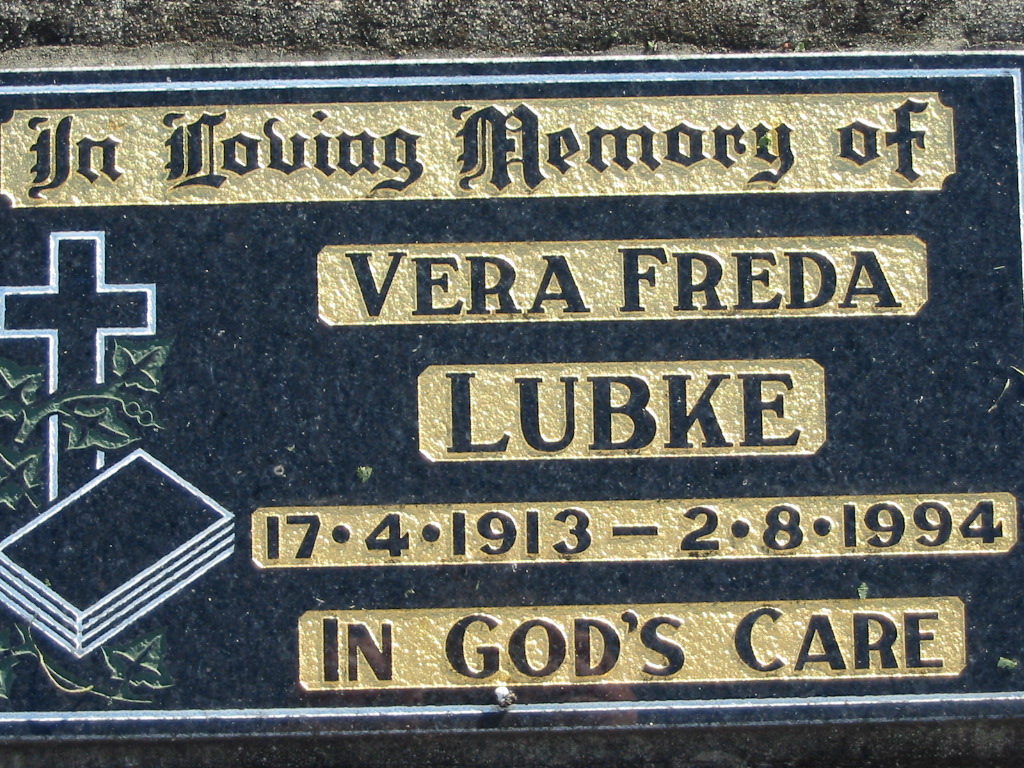 In Loving Memory of
VERA FREDA
LUBKE
17•4•1913 – 2•8•1994
IN GOD'S CARE